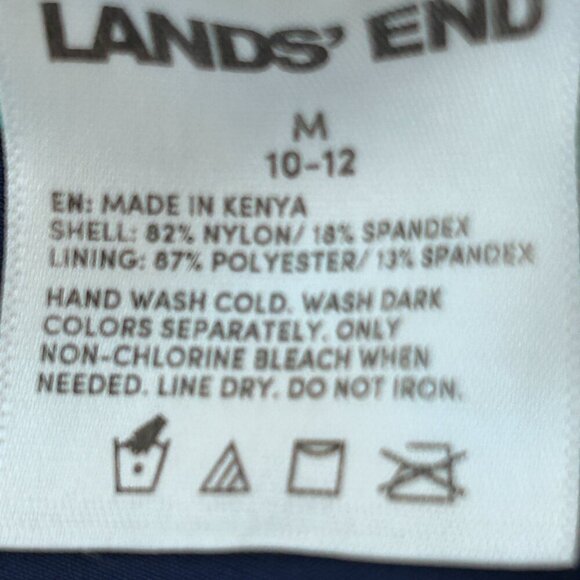 LANDS' END
M
10-12
EN: MADE IN KENYA
SHELL: 82% NYLON/ 18% SPANDEX
LINING: 87% POLYESTER/ 13% SPANDEX
HAND WASH COLD. WASH DARK
COLORS SEPARATELY. ONLY
NON-CHLORINE BLEACH WHEN
NEEDED. LINE DRY. DO NOT IRON.